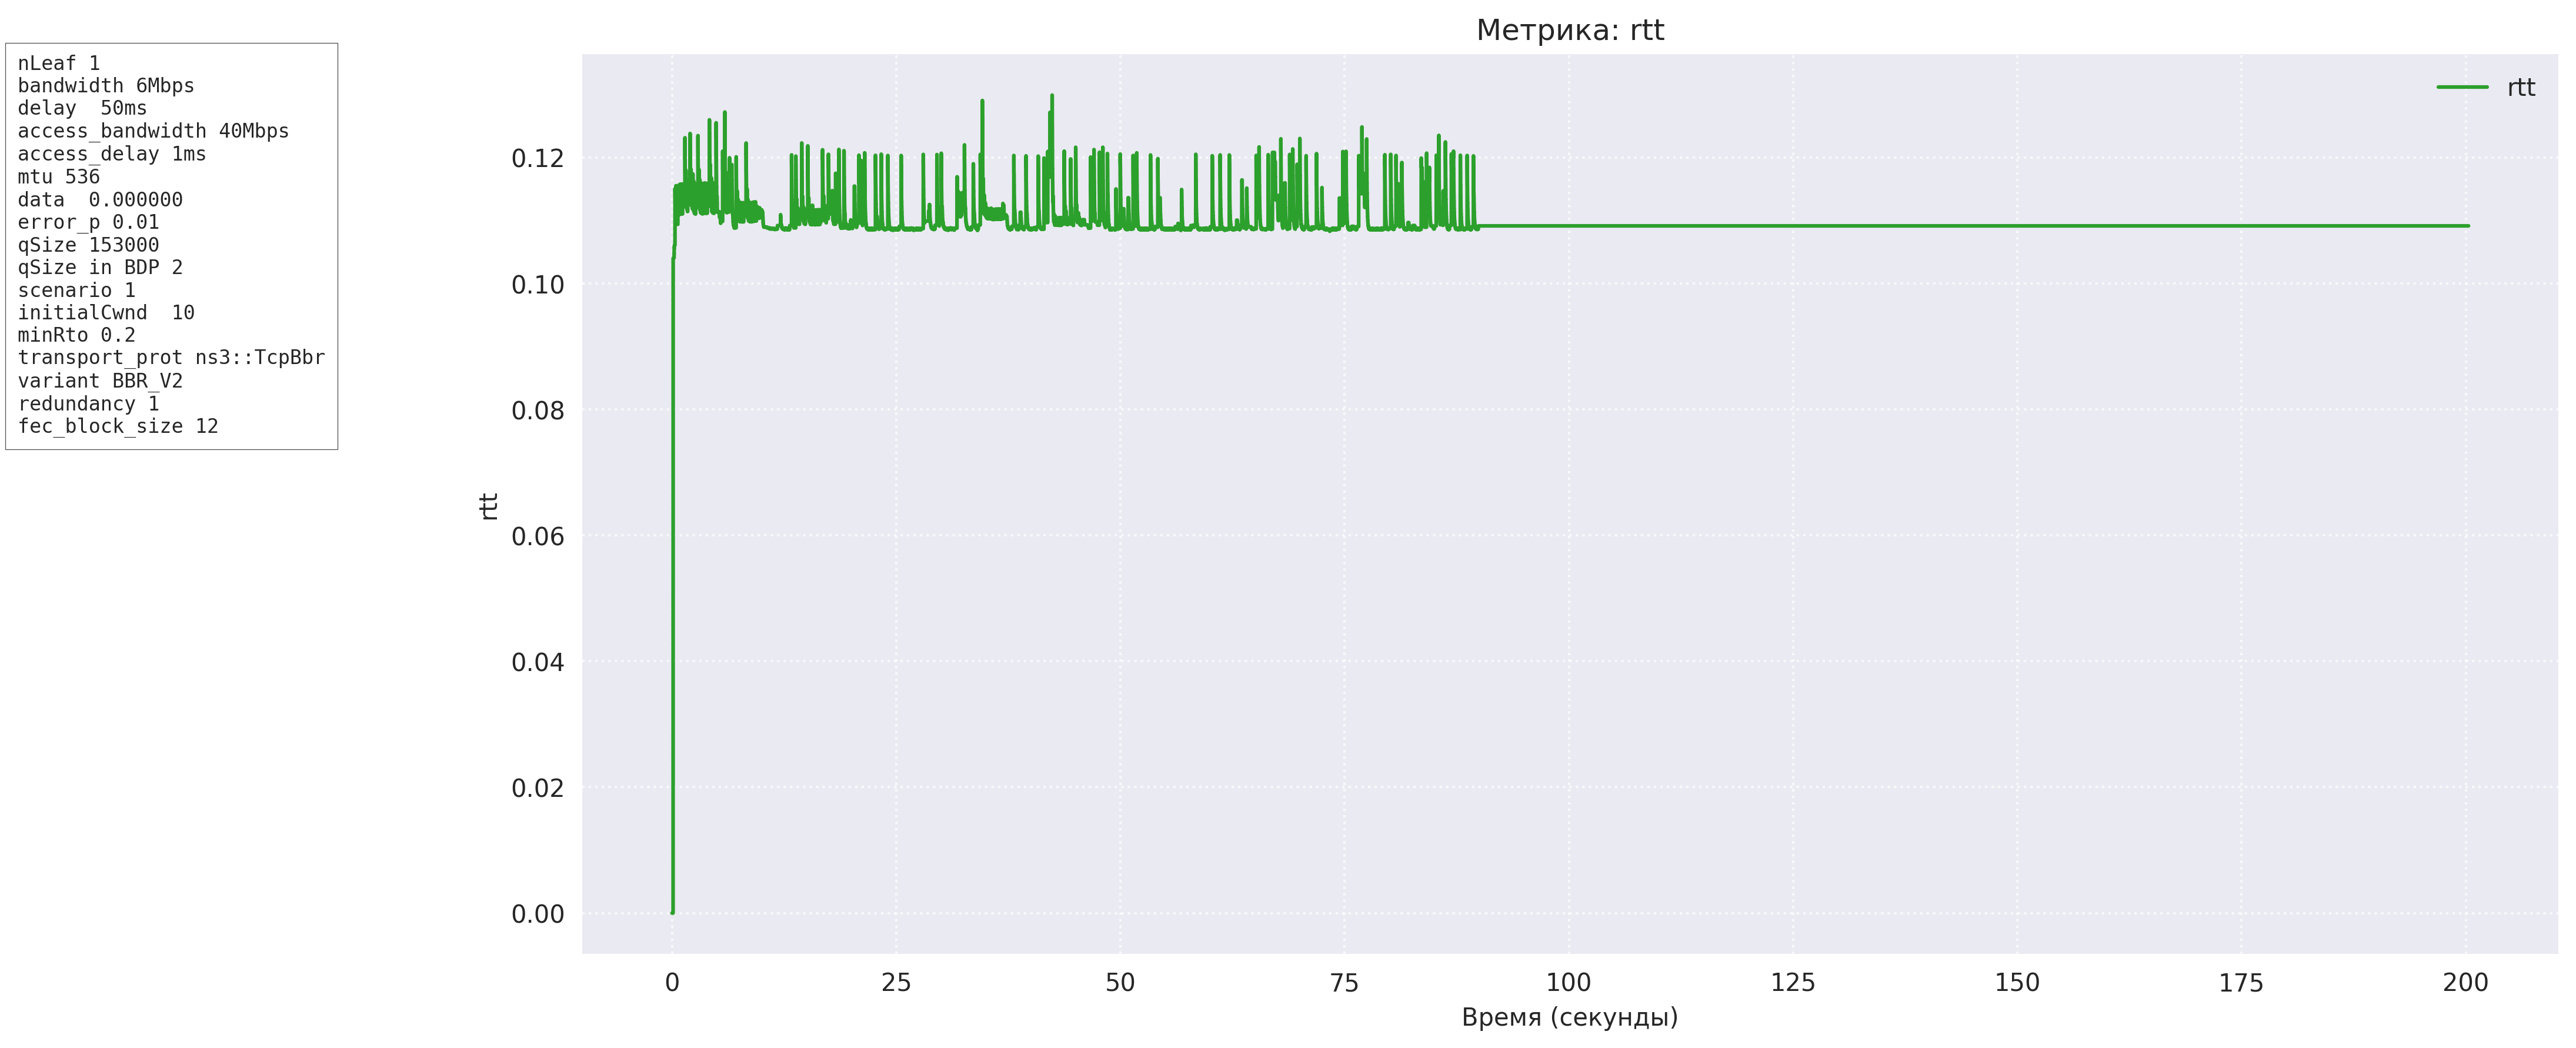 Метрика: rtt
nLeaf 1
bandwidth 6Mbps
delay  50ms
access_bandwidth 40Mbps
access_delay 1ms
mtu 536
data  0.000000
error_p 0.01
qSize 153000
qSize in BDP 2
scenario 1
initialCwnd  10
minRto 0.2
transport_prot ns3::TcpBbr
variant BBR_V2
redundancy 1
fec_block_size 12
rtt
rtt
0.12
0.10
0.08
0.06
0.04
0.02
0.00
0 25 50 75 100 125 150 175 200
Время (секунды)